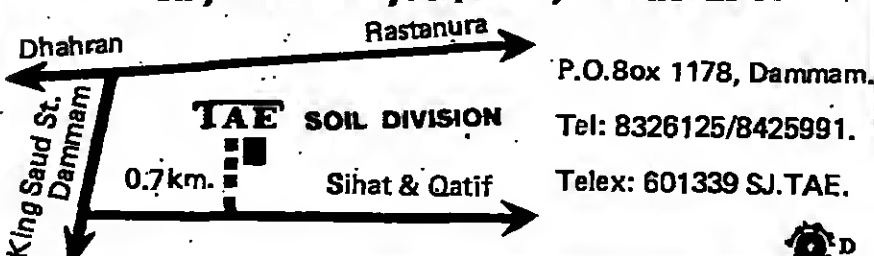 Dhahran
Rastanura
King Saud St.
Dammam
TAE SOIL DIVISION
0.7km.
Sihat & Qatif
P.O.8ox 1178, Dammam.
Tel: 8326125/8425991.
Telex: 601339 SJ.TAE.
D